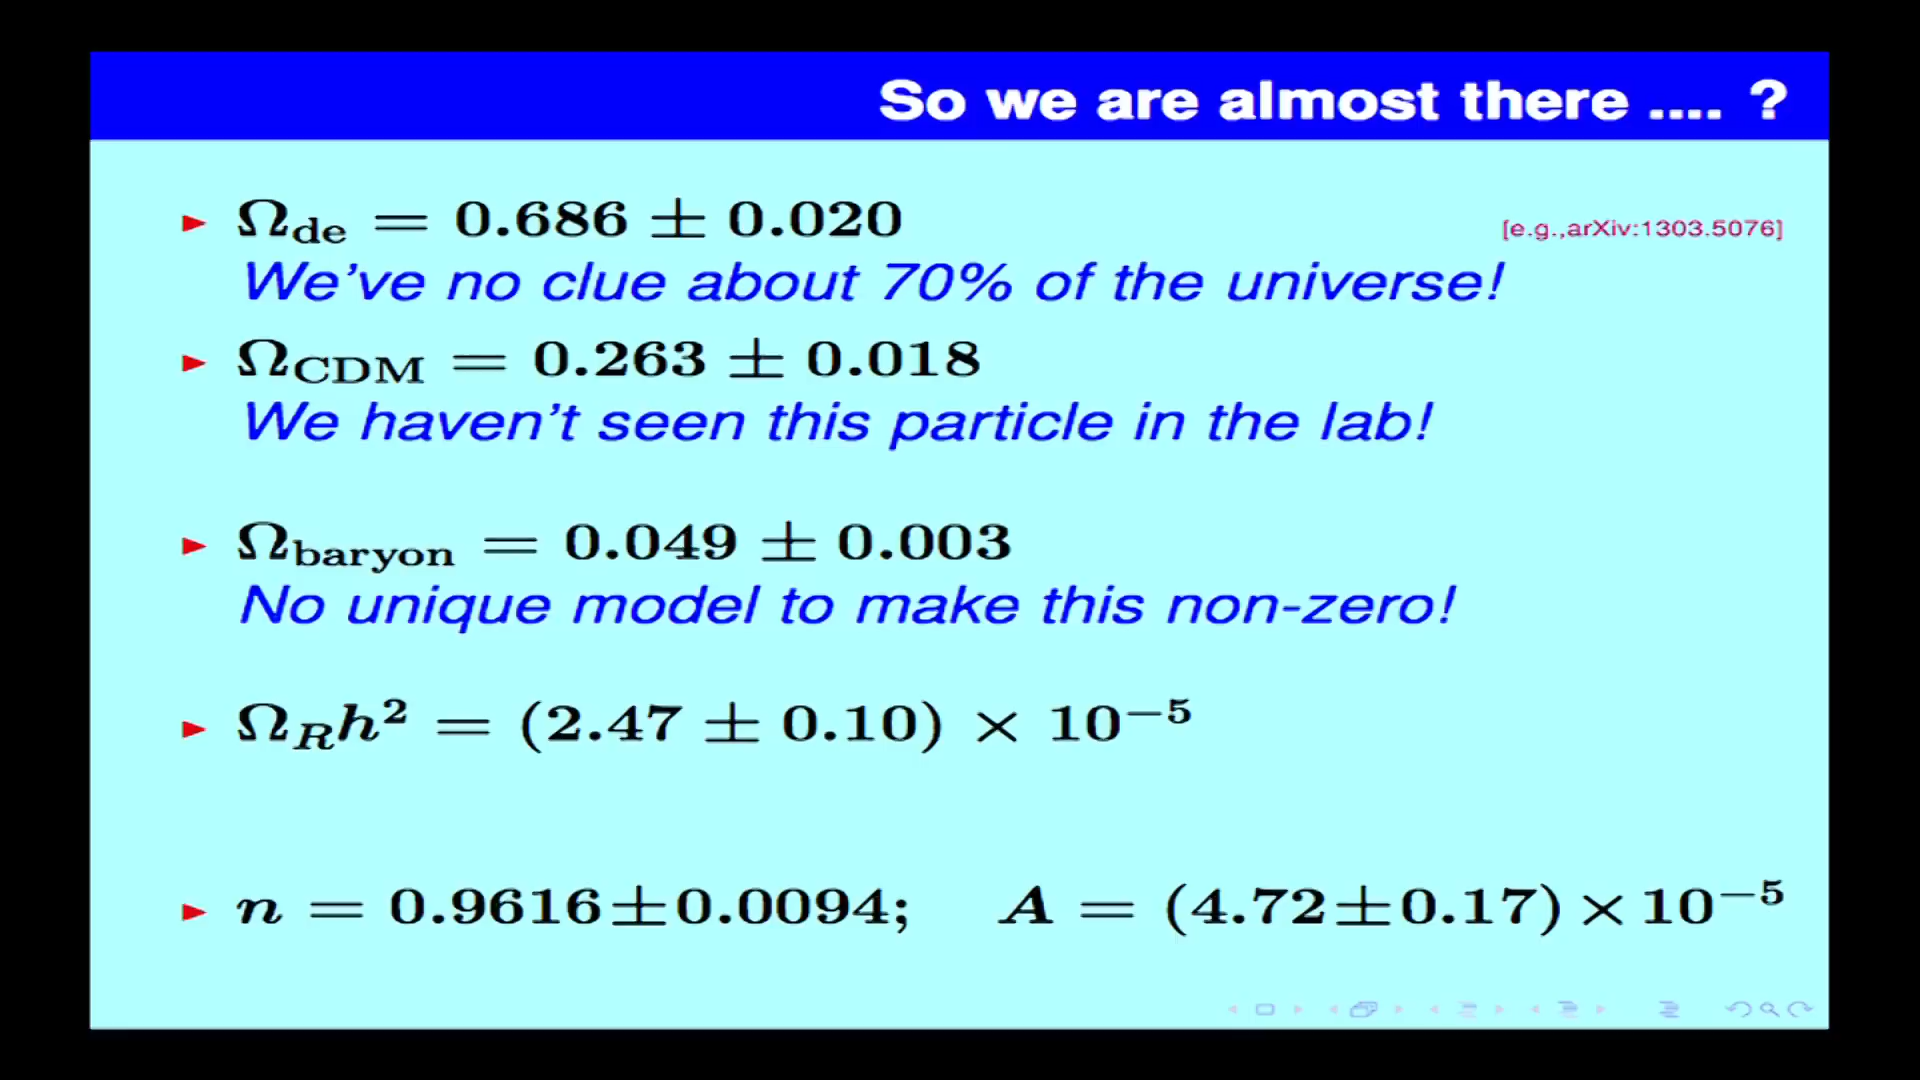 So we are almost there .... ?
► Ω_de = 0.686 ± 0.020 [e.g.,arXiv:1303.5076]
We've no clue about 70% of the universe!
► Ω_CDM = 0.263 ± 0.018
We haven't seen this particle in the lab!
► Ω_baryon = 0.049 ± 0.003
No unique model to make this non-zero!
► Ω_R h² = (2.47 ± 0.10) × 10⁻⁵
► n = 0.9616±0.0094; A = (4.72±0.17)×10⁻⁵